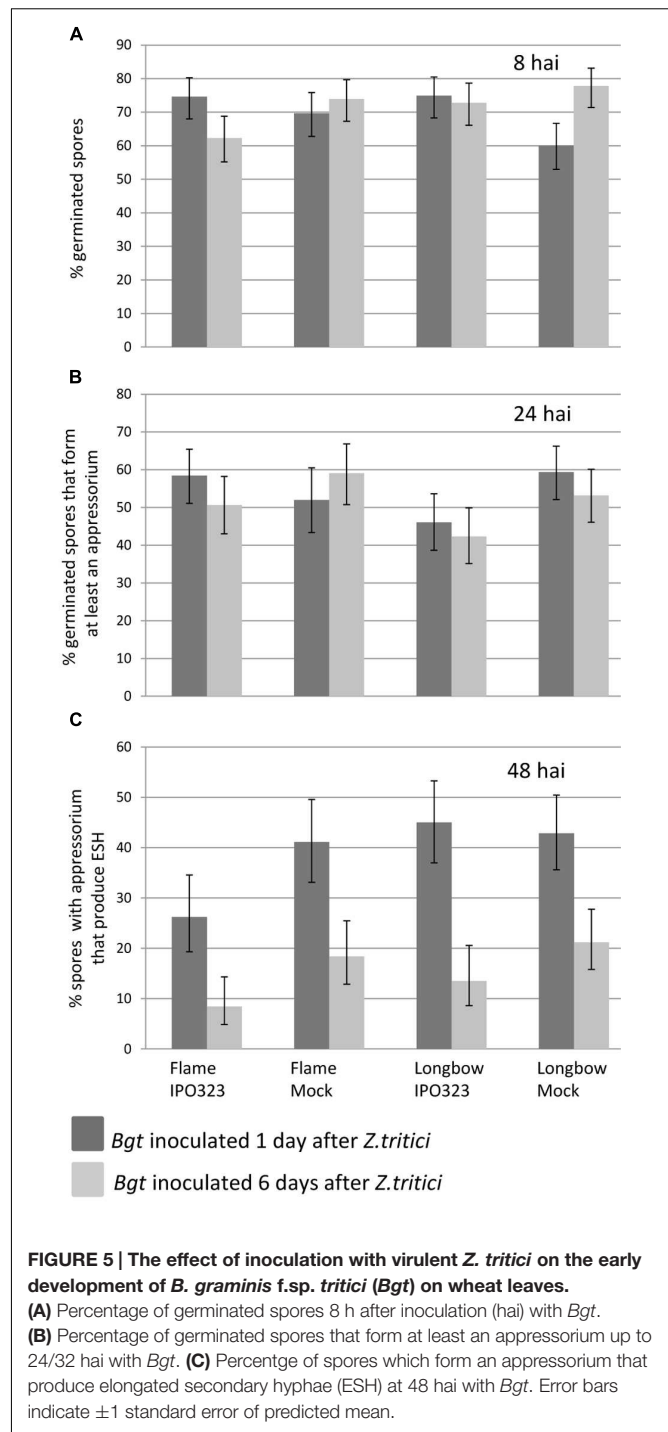 A
90
80
70
60
50
40
30
20
10
0
% germinated spores
8 hai
B
80
70
60
50
40
30
20
10
0
% germinated spores that form
at least an appressorium
24 hai
C
60
50
40
30
20
10
0
% spores with appressorium
that produce ESH
48 hai
Flame
IPO323
Flame
Mock
Longbow
IPO323
Longbow
Mock
Bgt inoculated 1 day after Z.tritici
Bgt inoculated 6 days after Z.tritici
FIGURE 5 | The effect of inoculation with virulent Z. tritici on the early
development of B. graminis f.sp. tritici (Bgt) on wheat leaves.
(A) Percentage of germinated spores 8 h after inoculation (hai) with Bgt.
(B) Percentage of germinated spores that form at least an appressorium up to
24/32 hai with Bgt. (C) Percentge of spores which form an appressorium that
produce elongated secondary hyphae (ESH) at 48 hai with Bgt. Error bars
indicate ±1 standard error of predicted mean.